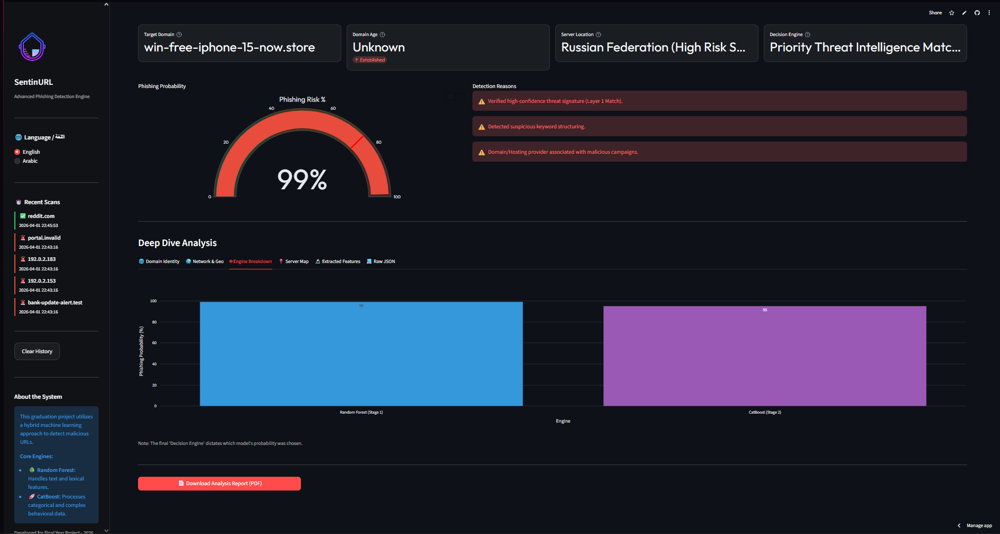 Share
SentinURL
Advanced Phishing Detection Engine
Language / اللغة
English
Arabic
Recent Scans
reddit.com
2026-04-01 22:45:53
portal.invalid
2026-04-01 22:43:16
192.0.2.183
2026-04-01 22:43:16
192.0.2.153
2026-04-01 22:43:16
bank-update-alert.test
2026-04-01 22:43:16
Clear History
About the System
This graduation project utilizes
a hybrid machine learning
approach to detect malicious
URLs.
Core Engines:
Random Forest:
Handles text and lexical
features.
CatBoost: Processes
categorical and complex
behavioral data.
Developed for Final Year Project - 2026
Target Domain
win-free-iphone-15-now.store
Domain Age
Unknown
↑ Established
Server Location
Russian Federation (High Risk S...
Decision Engine
Priority Threat Intelligence Matc...
Phishing Probability
Phishing Risk %
0
20
40
60
80
100
99%
Detection Reasons
Verified high-confidence threat signature (Layer 1 Match).
Detected suspicious keyword structuring.
Domain/Hosting provider associated with malicious campaigns.
Deep Dive Analysis
Domain Identity
Network & Geo
Engine Breakdown
Server Map
Extracted Features
Raw JSON
Phishing Probability (%)
100
80
60
40
20
0
99
95
Random Forest (Stage 1)
CatBoost (Stage 2)
Engine
Note: The final 'Decision Engine' dictates which model's probability was chosen.
Download Analysis Report (PDF)
Manage app